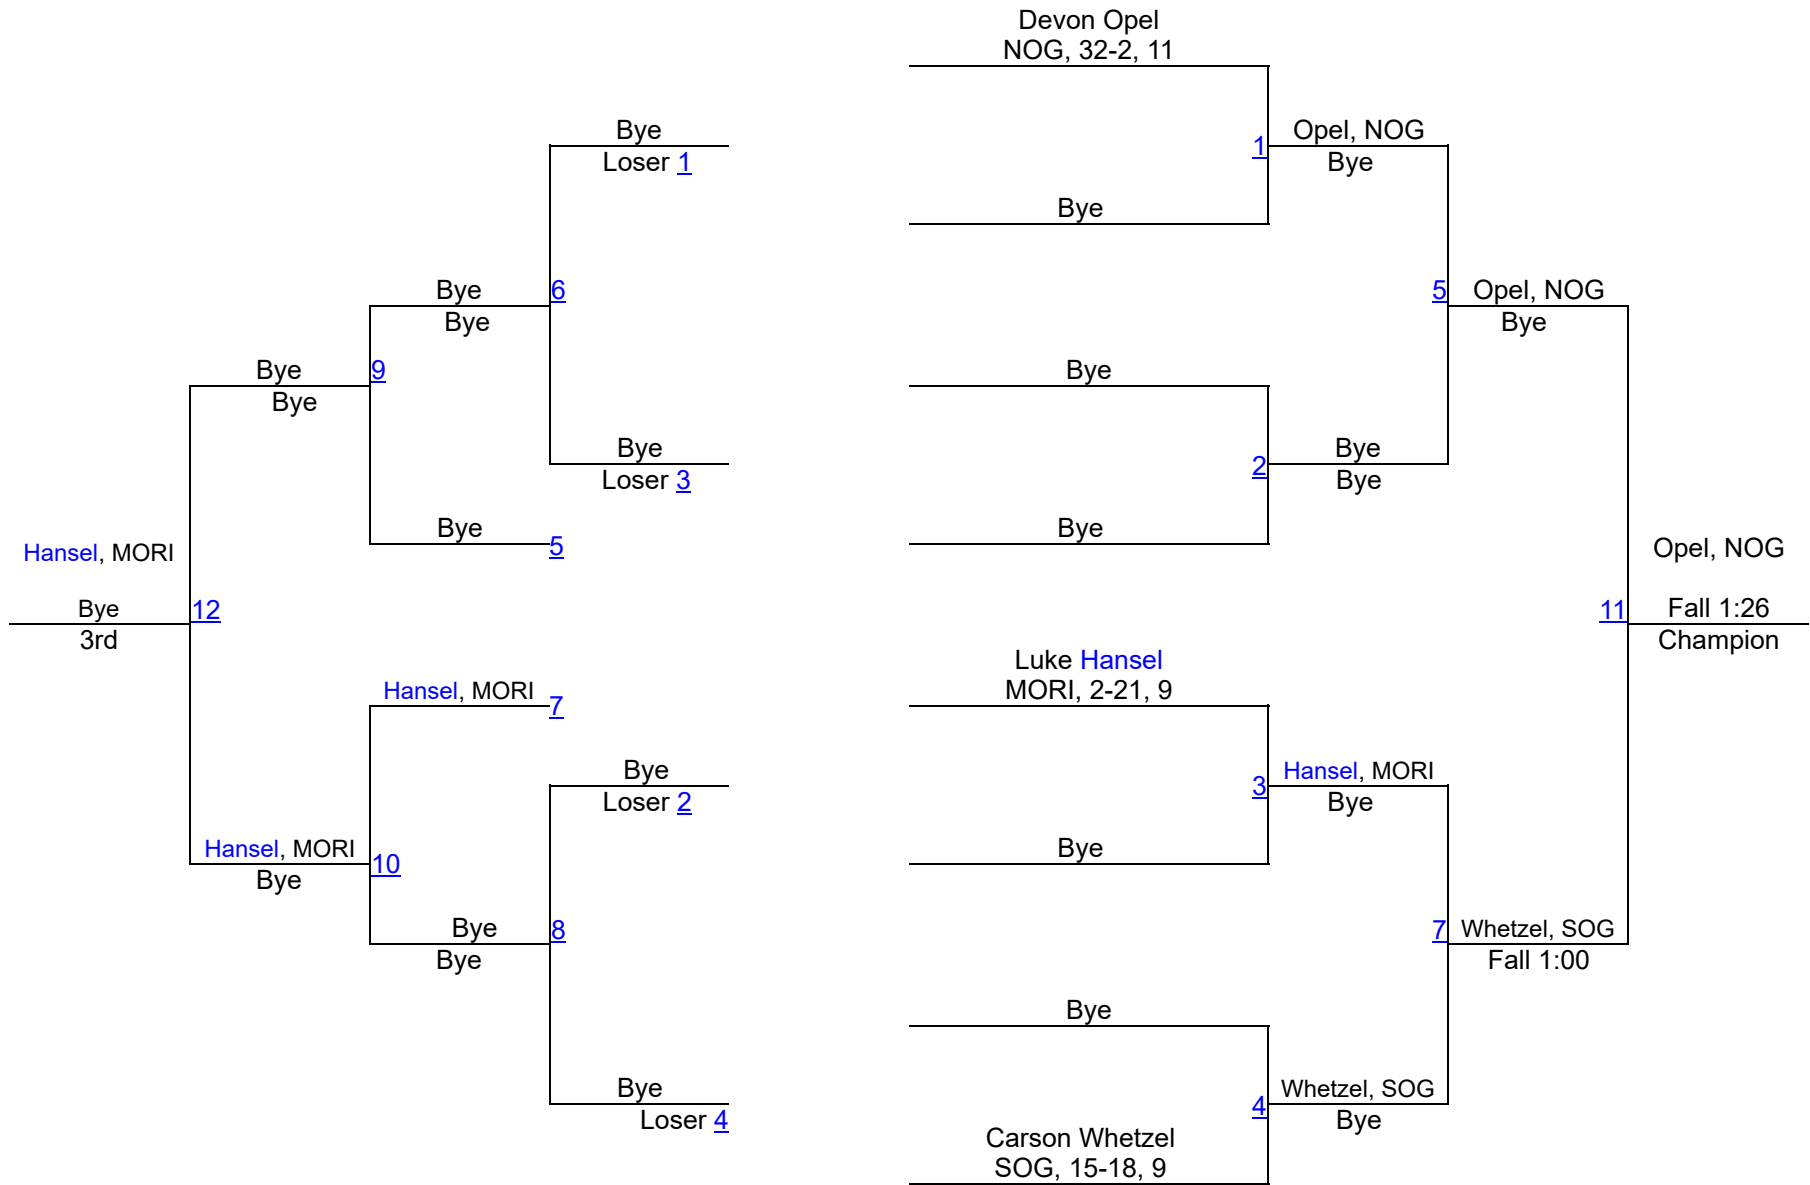 Devon Opel
NOG, 32-2, 11
Bye
Loser 1
1
Opel, NOG
Bye
Bye
Bye
Bye
6
5
Opel, NOG
Bye
Bye
Bye
9
Bye
Bye
Loser 3
2
Bye
Bye
Bye
5
Bye
Hansel, MORI
Bye
3rd
12
Opel, NOG
11
Fall 1:26
Champion
Luke Hansel
MORI, 2-21, 9
Hansel, MORI
7
Bye
Loser 2
3
Hansel, MORI
Bye
Hansel, MORI
Bye
10
Bye
Bye
Bye
8
7
Whetzel, SOG
Fall 1:00
Bye
Bye
Loser 4
4
Whetzel, SOG
Bye
Carson Whetzel
SOG, 15-18, 9